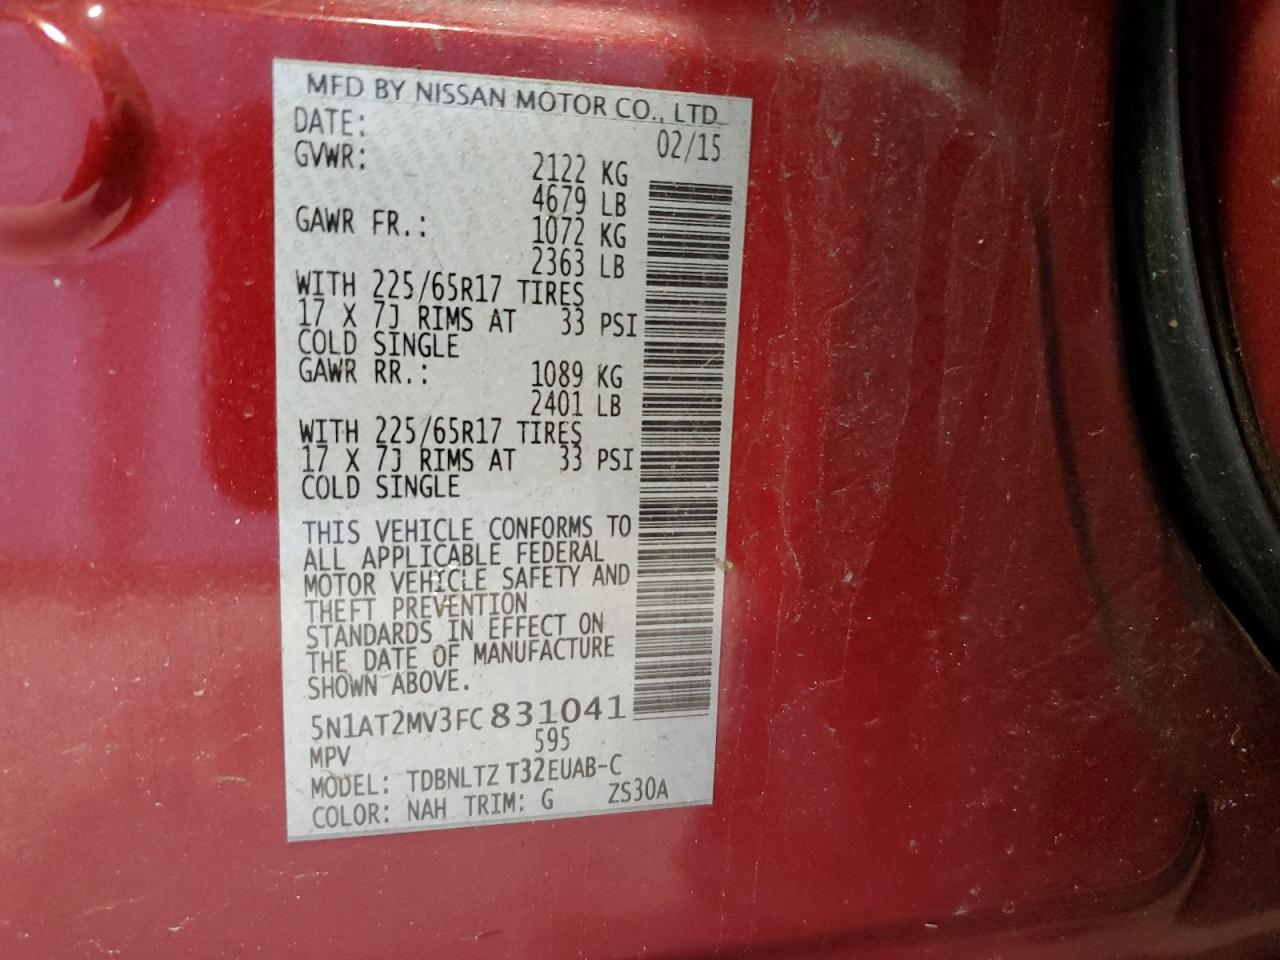 MFD BY NISSAN MOTOR CO., LTD.
DATE: 02/15
GVWR: 2122 KG
4679 LB
GAWR FR.: 1072 KG
2363 LB
WITH 225/65R17 TIRES
17 X 7J RIMS AT 33 PSI
COLD SINGLE
GAWR RR.: 1089 KG
2401 LB
WITH 225/65R17 TIRES
17 X 7J RIMS AT 33 PSI
COLD SINGLE
THIS VEHICLE CONFORMS TO
ALL APPLICABLE FEDERAL
MOTOR VEHICLE SAFETY AND
THEFT PREVENTION
STANDARDS IN EFFECT ON
THE DATE OF MANUFACTURE
SHOWN ABOVE.
5N1AT2MV3FC831041
MPV 595
MODEL: TDBNLTZ T32EUAB-C
COLOR: NAH TRIM: G ZS30A